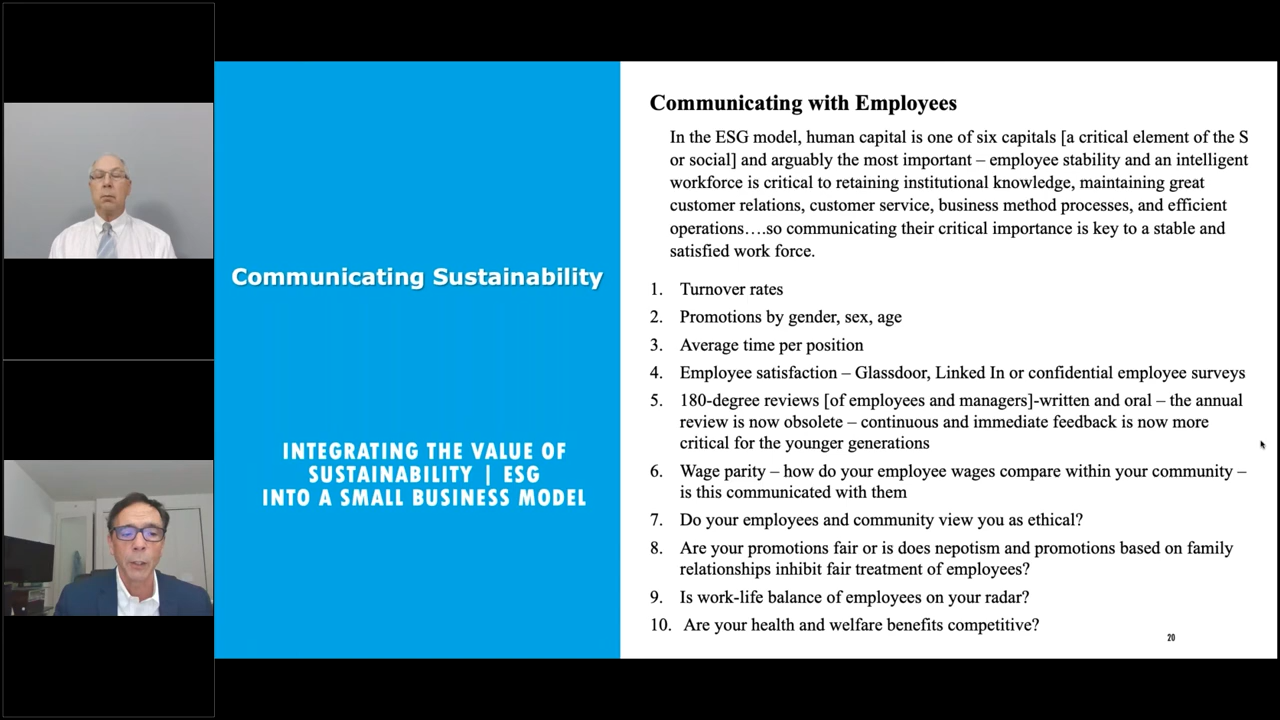 Communicating Sustainability
INTEGRATING THE VALUE OF
SUSTAINABILITY | ESG
INTO A SMALL BUSINESS MODEL
Communicating with Employees
In the ESG model, human capital is one of six capitals [a critical element of the S
or social] and arguably the most important – employee stability and an intelligent
workforce is critical to retaining institutional knowledge, maintaining great
customer relations, customer service, business method processes, and efficient
operations….so communicating their critical importance is key to a stable and
satisfied work force.
1. Turnover rates
2. Promotions by gender, sex, age
3. Average time per position
4. Employee satisfaction – Glassdoor, Linked In or confidential employee surveys
5. 180-degree reviews [of employees and managers]-written and oral – the annual
review is now obsolete – continuous and immediate feedback is now more
critical for the younger generations
6. Wage parity – how do your employee wages compare within your community –
is this communicated with them
7. Do your employees and community view you as ethical?
8. Are your promotions fair or is does nepotism and promotions based on family
relationships inhibit fair treatment of employees?
9. Is work-life balance of employees on your radar?
10. Are your health and welfare benefits competitive?
20